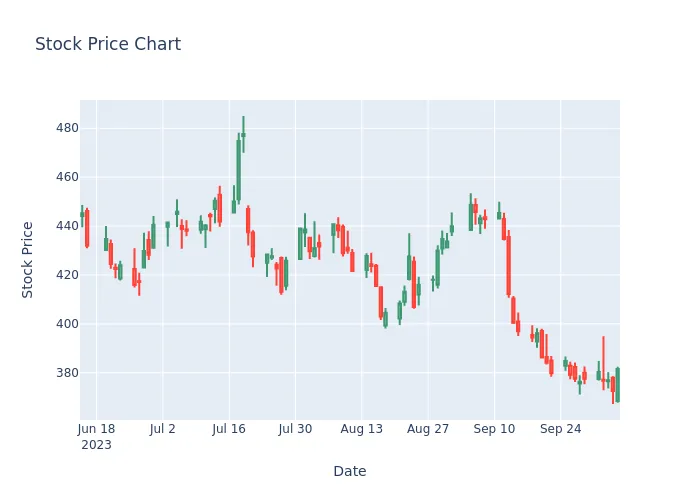 Stock Price Chart
480
460
440
420
400
380
Stock Price
Jun 18
2023
Jul 2
Jul 16
Jul 30
Aug 13
Aug 27
Sep 10
Sep 24
Date